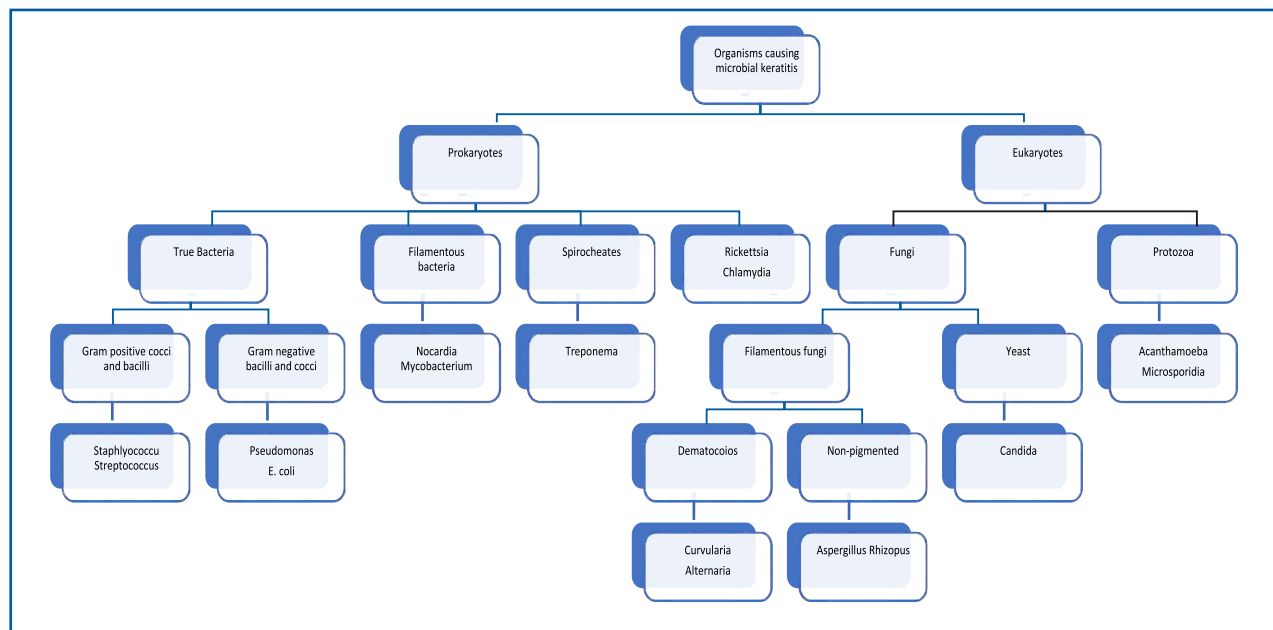 Organisms causing
microbial keratitis
Prokaryotes
Eukaryotes
True Bacteria
Filamentous
bacteria
Spirocheates
Rickettsia
Chlamydia
Fungi
Protozoa
Gram positive cocci
and bacilli
Gram negative
bacilli and cocci
Nocardia
Mycobacterium
Treponema
Filamentous fungi
Yeast
Acanthamoeba
Microsporidia
Staphlyococcu
Streptococcus
Pseudomonas
E. coli
Dematocoios
Non-pigmented
Candida
Curvularia
Alternaria
Aspergillus Rhizopus